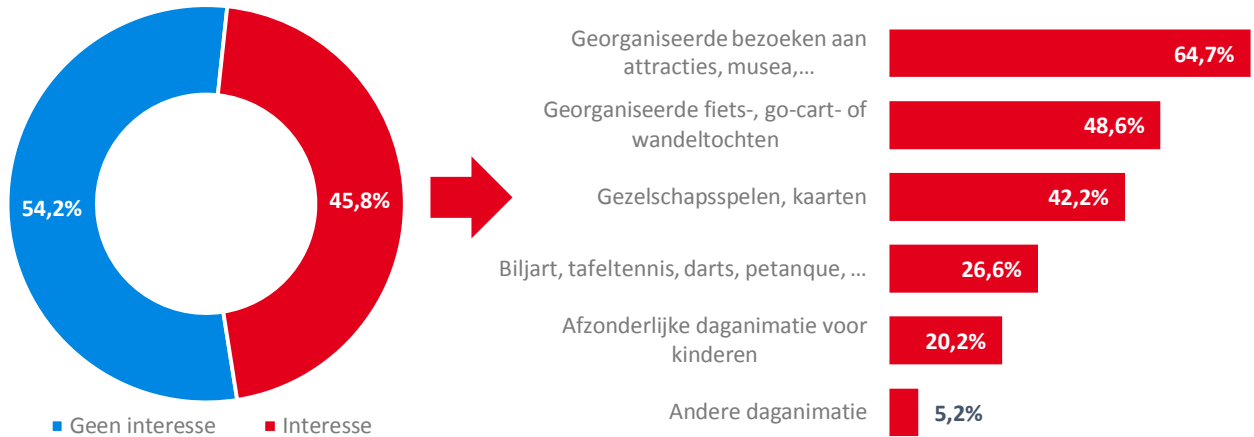 54,2%
45,8%
Geen interesse
Interesse
Georganiseerde bezoeken aan
attracties, musea,...
64,7%
Georganiseerde fiets-, go-cart- of
wandeltochten
48,6%
Gezelschapsspelen, kaarten
42,2%
Biljart, tafeltennis, darts, petanque, ...
26,6%
Afzonderlijke daganimatie voor
kinderen
20,2%
Andere daganimatie
5,2%